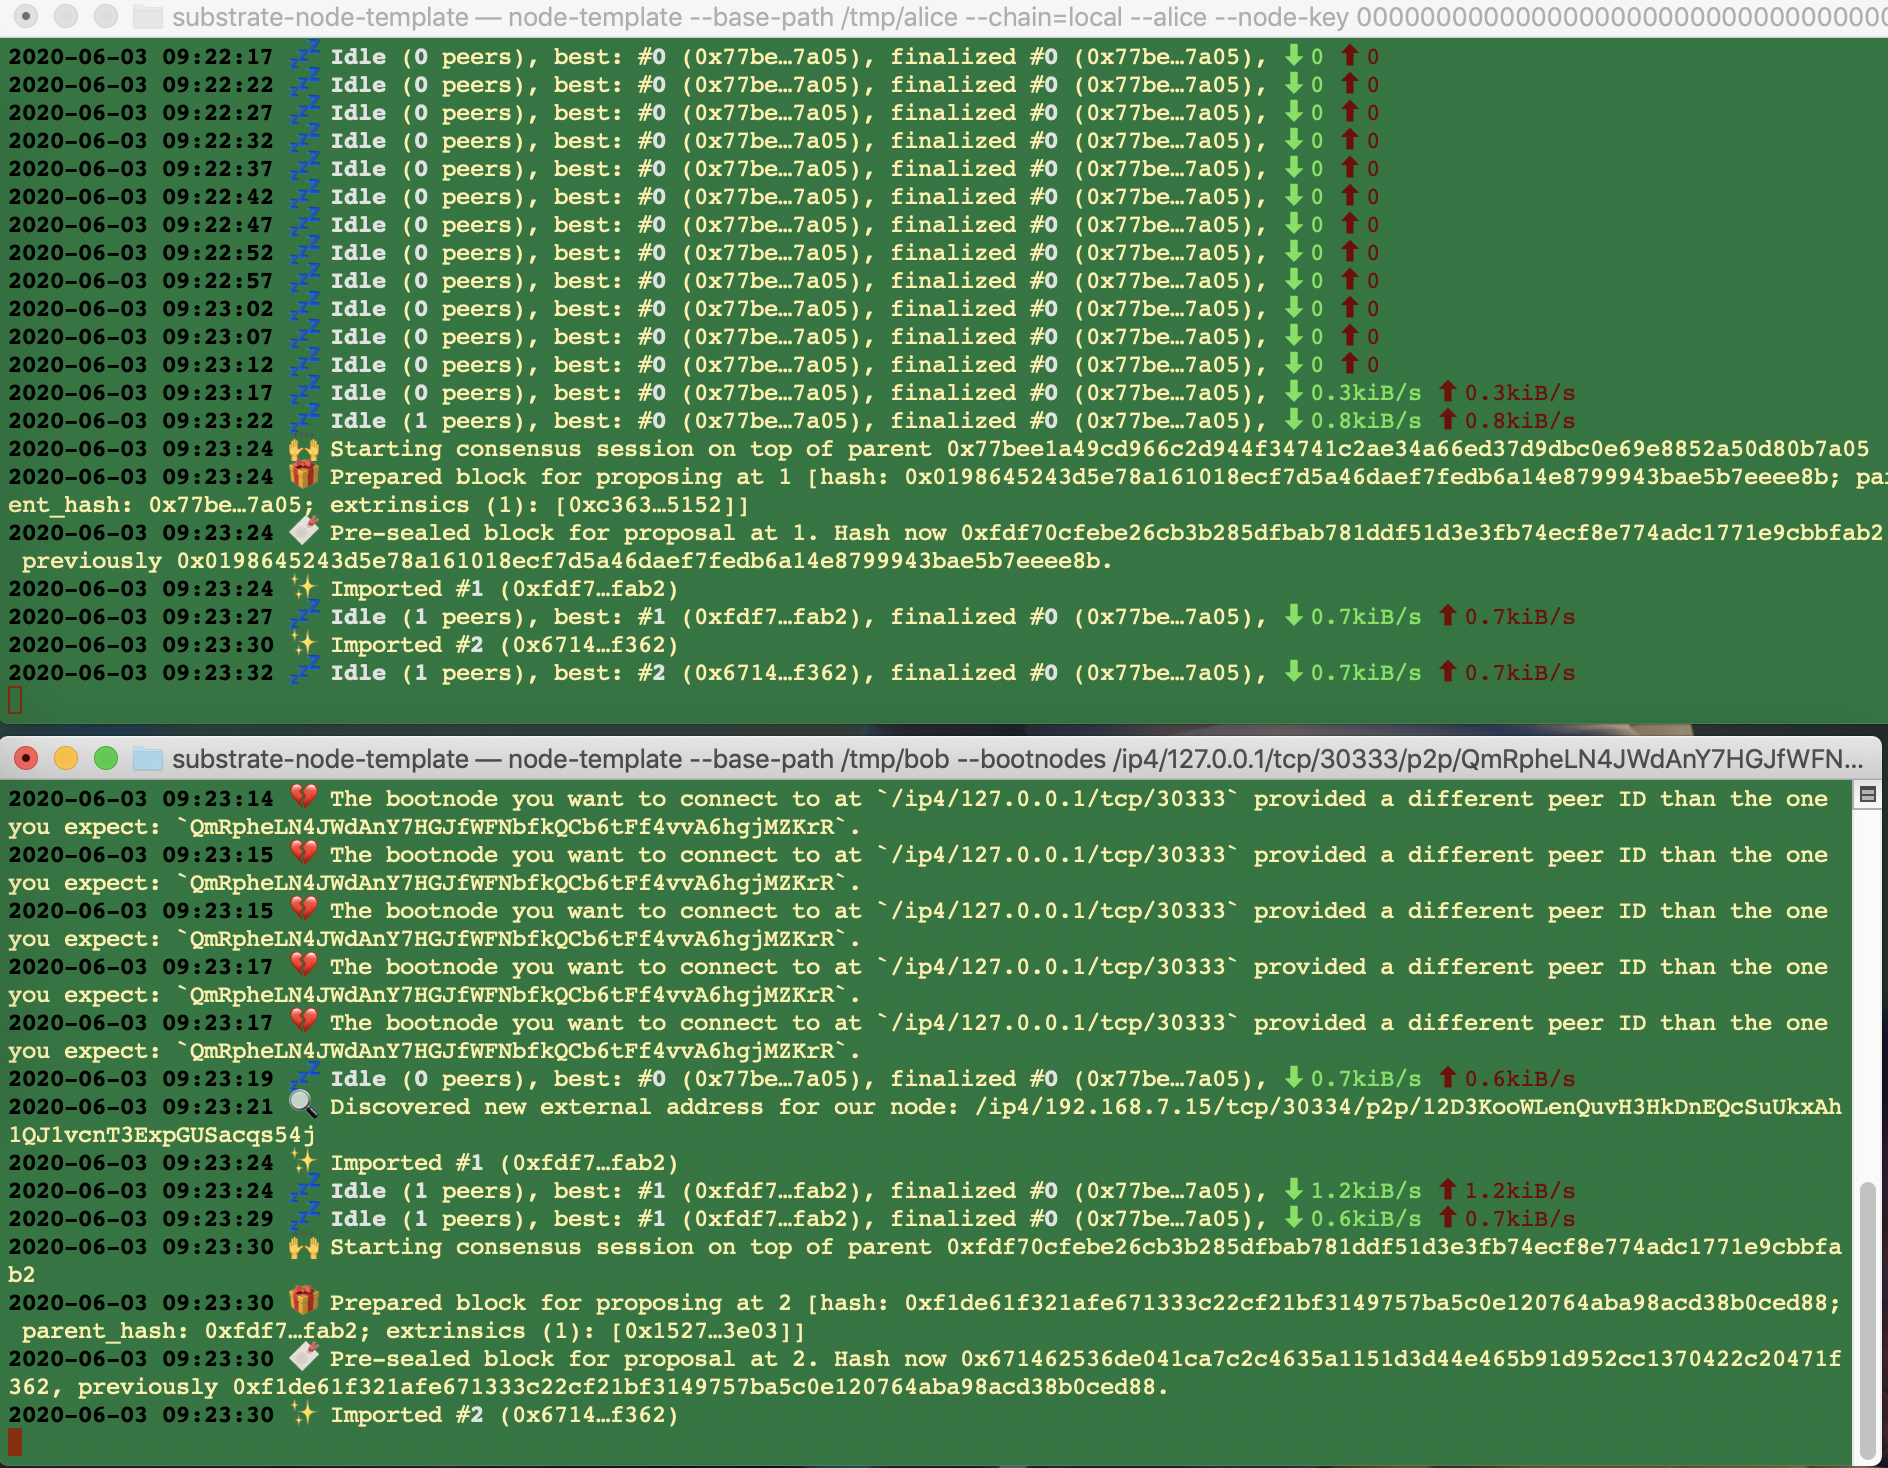 substrate-node-template — node-template --base-path /tmp/alice --chain=local --alice --node-key
2020-06-03 09:22:17 💤 Idle (0 peers), best: #0 (0x77be…7a05), finalized #0 (0x77be…7a05), ⬇ 0 ⬆ 0
2020-06-03 09:22:22 💤 Idle (0 peers), best: #0 (0x77be…7a05), finalized #0 (0x77be…7a05), ⬇ 0 ⬆ 0
2020-06-03 09:22:27 💤 Idle (0 peers), best: #0 (0x77be…7a05), finalized #0 (0x77be…7a05), ⬇ 0 ⬆ 0
2020-06-03 09:22:32 💤 Idle (0 peers), best: #0 (0x77be…7a05), finalized #0 (0x77be…7a05), ⬇ 0 ⬆ 0
2020-06-03 09:22:37 💤 Idle (0 peers), best: #0 (0x77be…7a05), finalized #0 (0x77be…7a05), ⬇ 0 ⬆ 0
2020-06-03 09:22:42 💤 Idle (0 peers), best: #0 (0x77be…7a05), finalized #0 (0x77be…7a05), ⬇ 0 ⬆ 0
2020-06-03 09:22:47 💤 Idle (0 peers), best: #0 (0x77be…7a05), finalized #0 (0x77be…7a05), ⬇ 0 ⬆ 0
2020-06-03 09:22:52 💤 Idle (0 peers), best: #0 (0x77be…7a05), finalized #0 (0x77be…7a05), ⬇ 0 ⬆ 0
2020-06-03 09:22:57 💤 Idle (0 peers), best: #0 (0x77be…7a05), finalized #0 (0x77be…7a05), ⬇ 0 ⬆ 0
2020-06-03 09:23:02 💤 Idle (0 peers), best: #0 (0x77be…7a05), finalized #0 (0x77be…7a05), ⬇ 0 ⬆ 0
2020-06-03 09:23:07 💤 Idle (0 peers), best: #0 (0x77be…7a05), finalized #0 (0x77be…7a05), ⬇ 0 ⬆ 0
2020-06-03 09:23:12 💤 Idle (0 peers), best: #0 (0x77be…7a05), finalized #0 (0x77be…7a05), ⬇ 0 ⬆ 0
2020-06-03 09:23:17 💤 Idle (0 peers), best: #0 (0x77be…7a05), finalized #0 (0x77be…7a05), ⬇ 0.3kiB/s ⬆ 0.3kiB/s
2020-06-03 09:23:22 💤 Idle (1 peers), best: #0 (0x77be…7a05), finalized #0 (0x77be…7a05), ⬇ 0.8kiB/s ⬆ 0.8kiB/s
2020-06-03 09:23:24 🙌 Starting consensus session on top of parent 0x77bee1a49cd966c2d944f34741c2ae34a66ed37d9dbc0e69e8852a50d80b7a05
2020-06-03 09:23:24 🎁 Prepared block for proposing at 1 [hash: 0x0198645243d5e78a161018ecf7d5a46daef7fedb6a14e8799943bae5b7eeee8b; par
ent_hash: 0x77be…7a05; extrinsics (1): [0xc363…5152]]
2020-06-03 09:23:24 🔖 Pre-sealed block for proposal at 1. Hash now 0xfdf70cfebe26cb3b285dfbab781ddf51d3e3fb74ecf8e774adc1771e9cbbfab2
previously 0x0198645243d5e78a161018ecf7d5a46daef7fedb6a14e8799943bae5b7eeee8b.
2020-06-03 09:23:24 ✨ Imported #1 (0xfdf7…fab2)
2020-06-03 09:23:27 💤 Idle (1 peers), best: #1 (0xfdf7…fab2), finalized #0 (0x77be…7a05), ⬇ 0.7kiB/s ⬆ 0.7kiB/s
2020-06-03 09:23:30 ✨ Imported #2 (0x6714…f362)
2020-06-03 09:23:32 💤 Idle (1 peers), best: #2 (0x6714…f362), finalized #0 (0x77be…7a05), ⬇ 0.7kiB/s ⬆ 0.7kiB/s
substrate-node-template — node-template --base-path /tmp/bob --bootnodes /ip4/127.0.0.1/tcp/30333/p2p/QmRpheLN4JWdAnY7HGJfWFN...
2020-06-03 09:23:14 💔 The bootnode you want to connect to at `/ip4/127.0.0.1/tcp/30333` provided a different peer ID than the one
you expect: `QmRpheLN4JWdAnY7HGJfWFNbfkQCb6tFf4vvA6hgjMZKrR`.
2020-06-03 09:23:15 💔 The bootnode you want to connect to at `/ip4/127.0.0.1/tcp/30333` provided a different peer ID than the one
you expect: `QmRpheLN4JWdAnY7HGJfWFNbfkQCb6tFf4vvA6hgjMZKrR`.
2020-06-03 09:23:15 💔 The bootnode you want to connect to at `/ip4/127.0.0.1/tcp/30333` provided a different peer ID than the one
you expect: `QmRpheLN4JWdAnY7HGJfWFNbfkQCb6tFf4vvA6hgjMZKrR`.
2020-06-03 09:23:17 💔 The bootnode you want to connect to at `/ip4/127.0.0.1/tcp/30333` provided a different peer ID than the one
you expect: `QmRpheLN4JWdAnY7HGJfWFNbfkQCb6tFf4vvA6hgjMZKrR`.
2020-06-03 09:23:17 💔 The bootnode you want to connect to at `/ip4/127.0.0.1/tcp/30333` provided a different peer ID than the one
you expect: `QmRpheLN4JWdAnY7HGJfWFNbfkQCb6tFf4vvA6hgjMZKrR`.
2020-06-03 09:23:19 💤 Idle (0 peers), best: #0 (0x77be…7a05), finalized #0 (0x77be…7a05), ⬇ 0.7kiB/s ⬆ 0.6kiB/s
2020-06-03 09:23:21 🔍 Discovered new external address for our node: /ip4/192.168.7.15/tcp/30334/p2p/12D3KooWLenQuvH3HkDnEQcSuUkxAh
1QJ1vcnT3ExpGUSacqs54j
2020-06-03 09:23:24 ✨ Imported #1 (0xfdf7…fab2)
2020-06-03 09:23:24 💤 Idle (1 peers), best: #1 (0xfdf7…fab2), finalized #0 (0x77be…7a05), ⬇ 1.2kiB/s ⬆ 1.2kiB/s
2020-06-03 09:23:29 💤 Idle (1 peers), best: #1 (0xfdf7…fab2), finalized #0 (0x77be…7a05), ⬇ 0.6kiB/s ⬆ 0.7kiB/s
2020-06-03 09:23:30 🙌 Starting consensus session on top of parent 0xfdf70cfebe26cb3b285dfbab781ddf51d3e3fb74ecf8e774adc1771e9cbbfa
b2
2020-06-03 09:23:30 🎁 Prepared block for proposing at 2 [hash: 0xf1de61f321afe671333c22cf21bf3149757ba5c0e120764aba98acd38b0ced88;
parent_hash: 0xfdf7…fab2; extrinsics (1): [0x1527…3e03]]
2020-06-03 09:23:30 🔖 Pre-sealed block for proposal at 2. Hash now 0x671462536de041ca7c2c4635a1151d3d44e465b91d952cc1370422c20471f
362, previously 0xf1de61f321afe671333c22cf21bf3149757ba5c0e120764aba98acd38b0ced88.
2020-06-03 09:23:30 ✨ Imported #2 (0x6714…f362)